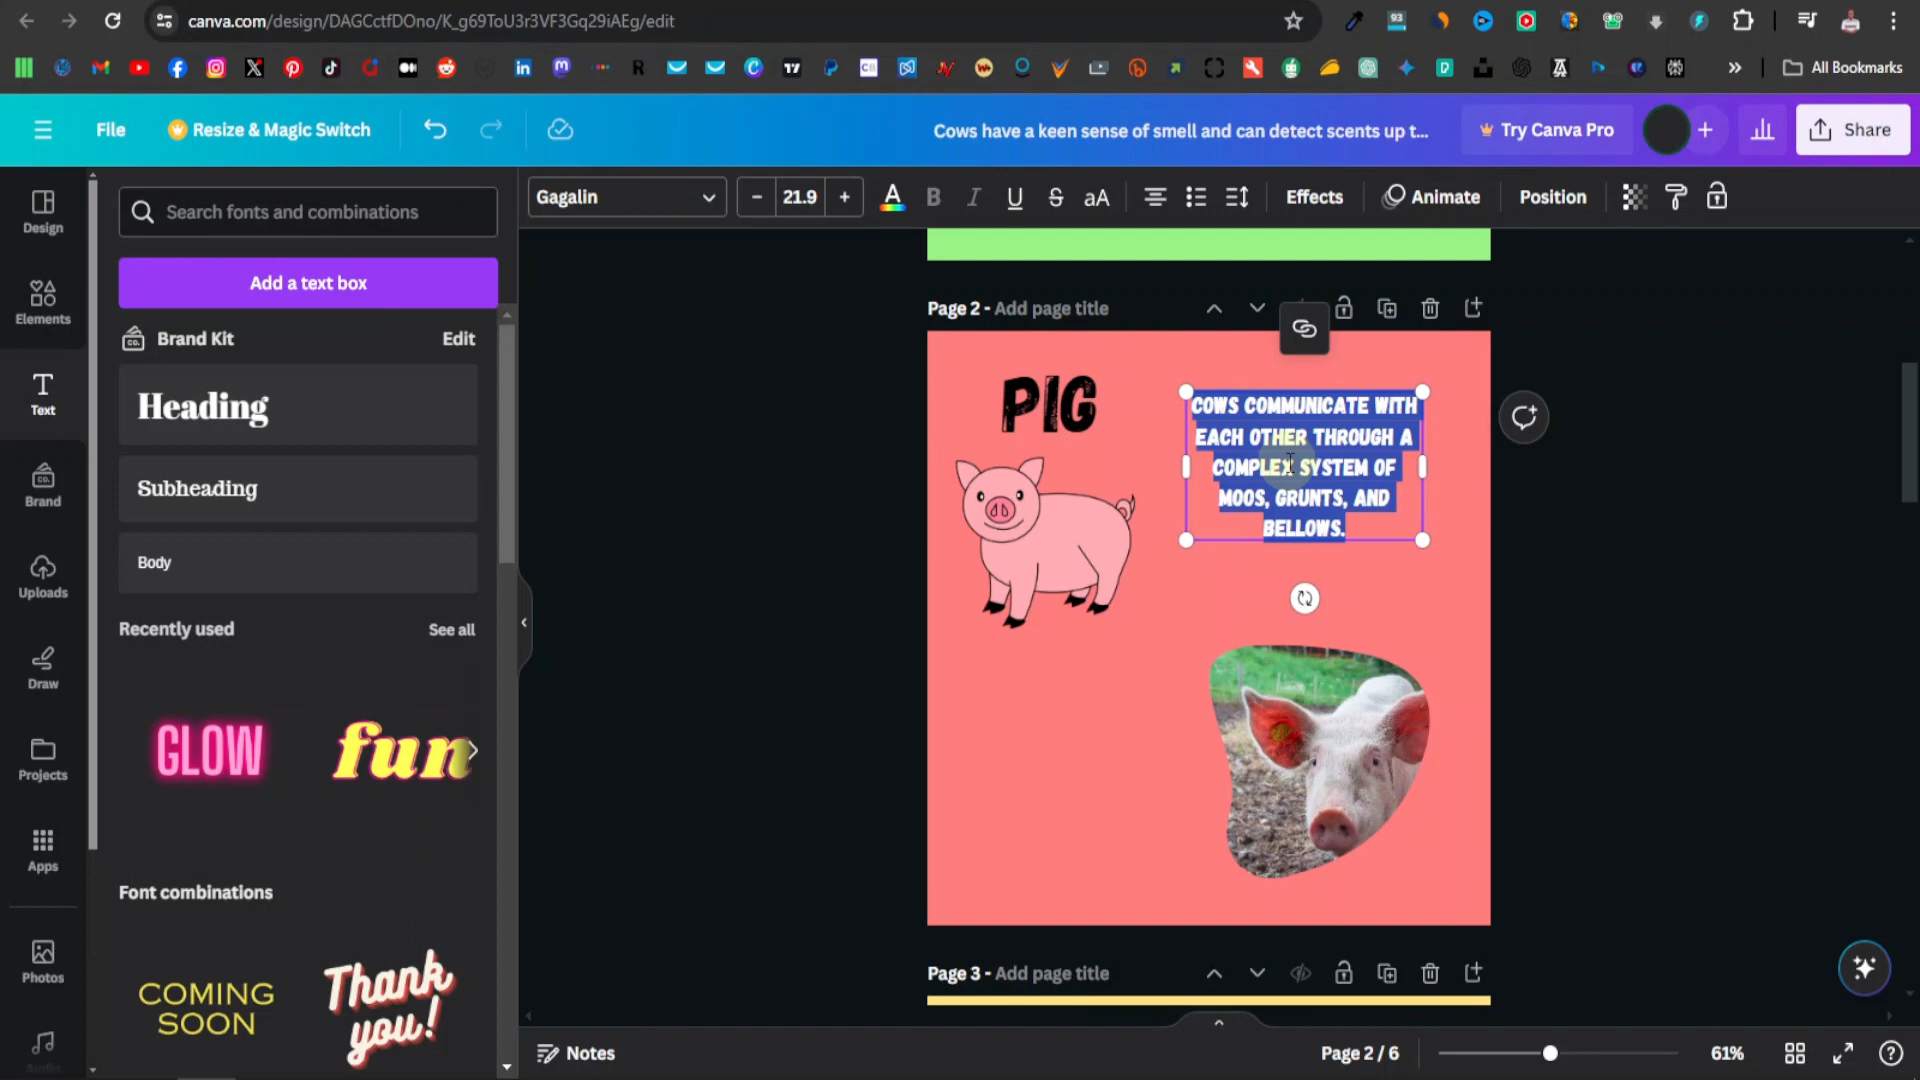 canva.com/design/DAGCctfDOno/K_g69ToU3r3VF3Gq29iAEg/edit
93
All Bookmarks
File
Resize & Magic Switch
Cows have a keen sense of smell and can detect scents up t...
Try Canva Pro
Share
Design
Elements
Text
Brand
Uploads
Draw
Projects
Apps
Photos
Audio
Search fonts and combinations
Add a text box
Brand Kit
Edit
Heading
Subheading
Body
Recently used
See all
GLOW
fun
Font combinations
COMING
SOON
Thank
you!
Gagalin
21.9
Effects
Animate
Position
Page 2 - Add page title
PIG
COWS COMMUNICATE WITH
EACH OTHER THROUGH A
COMPLEX SYSTEM OF
MOOS, GRUNTS, AND
BELLOWS.
Page 3 - Add page title
Notes
Page 2 / 6
61%